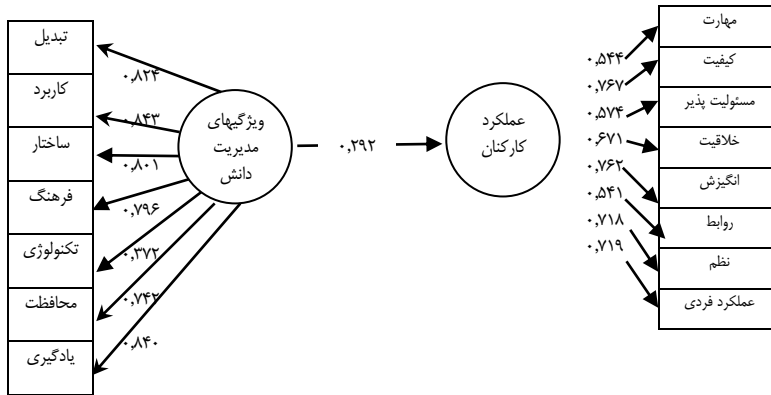 تبدیل
کاربرد
ساختار
فرهنگ
تکنولوژی
محافظت
یادگیری
۰,۸۲۴
۰,۸۴۳
۰,۸۰۱
۰,۷۹۶
۰,۳۷۲
۰,۷۴۲
۰,۸۴۰
ویژگیهای
مدیریت
دانش
۰,۲۹۲
عملکرد
کارکنان
۰,۵۴۴
۰,۷۶۷
۰,۵۷۴
۰,۶۷۱
۰,۷۶۲
۰,۵۴۱
۰,۷۱۸
۰,۷۱۹
مهارت
کیفیت
مسئولیت پذیر
خلاقیت
انگیزش
روابط
نظم
عملکرد فردی